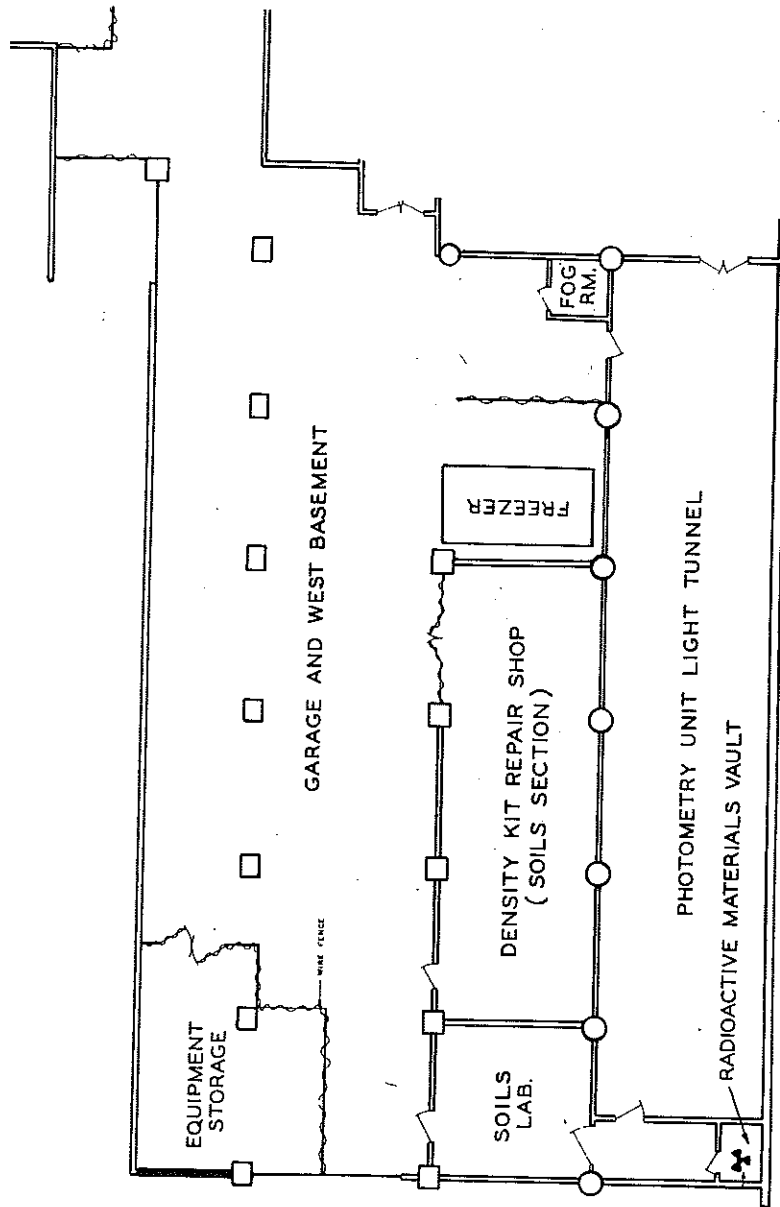 EQUIPMENT
STORAGE
WIRE FENCE
GARAGE AND WEST BASEMENT
SOILS
LAB.
DENSITY KIT REPAIR SHOP
( SOILS SECTION )
FREEZER
FOG
RM.
PHOTOMETRY UNIT LIGHT TUNNEL
RADIOACTIVE MATERIALS VAULT